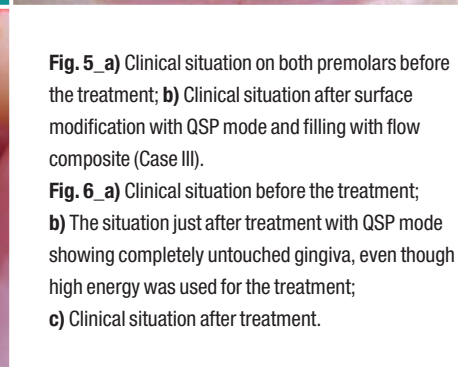 Fig. 5_a) Clinical situation on both premolars before
the treatment; b) Clinical situation after surface
modification with QSP mode and filling with flow
composite (Case III).
Fig. 6_a) Clinical situation before the treatment;
b) The situation just after treatment with QSP mode
showing completely untouched gingiva, even though
high energy was used for the treatment;
c) Clinical situation after treatment.